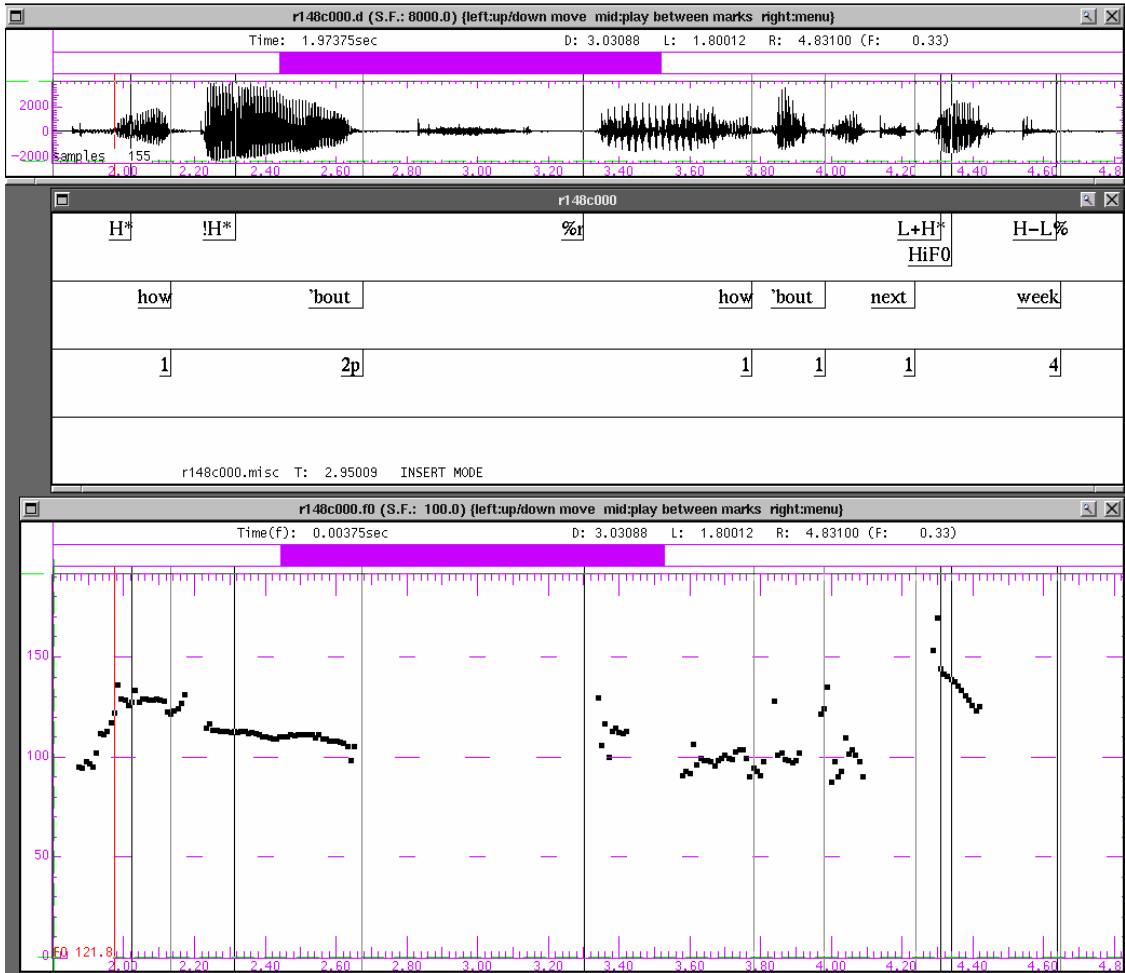 r148c000.d (S.F.: 8000.0) {left:up/down move mid:play between marks right:menu}
Time: 1.97375sec D: 3.03088 L: 1.80012 R: 4.83100 (F: 0.33)
2000
0
-2000
samples 155
2.00 2.20 2.40 2.60 2.80 3.00 3.20 3.40 3.60 3.80 4.00 4.20 4.40 4.60 4.8
r148c000
H* !H* %r L+H* H-L%
HiF0
how 'bout how 'bout next week
1 2p 1 1 1 4
r148c000.misc T: 2.95009 INSERT MODE
r148c000.f0 (S.F.: 100.0) {left:up/down move mid:play between marks right:menu}
Time(f): 0.00375sec D: 3.03088 L: 1.80012 R: 4.83100 (F: 0.33)
150
100
50
0
F0 121.8
2.00 2.20 2.40 2.60 2.80 3.00 3.20 3.40 3.60 3.80 4.00 4.20 4.40 4.60 4.8